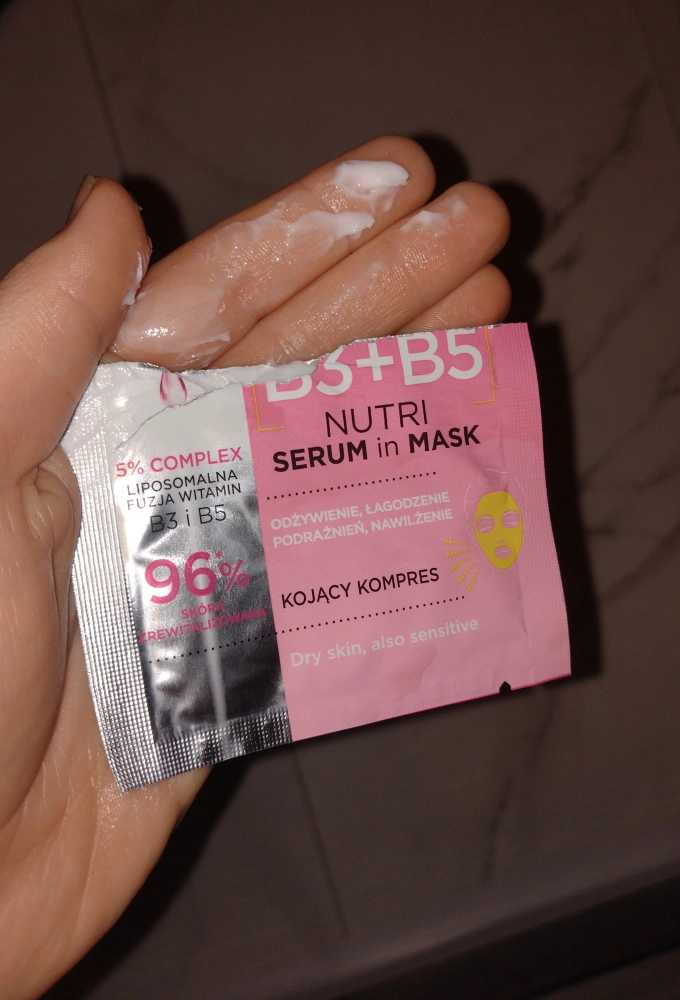 B3+B5
NUTRI
SERUM in MASK
ODŻYWIENIE, ŁAGODZENIE
PODRAŻNIEŃ, NAWILŻENIE
KOJĄCY KOMPRES
Dry skin, also sensitive
5% COMPLEX
LIPOSOMALNA
FUZJA WITAMIN
B3 i B5
96*%
SKÓRA
ZREWITALIZOWANA